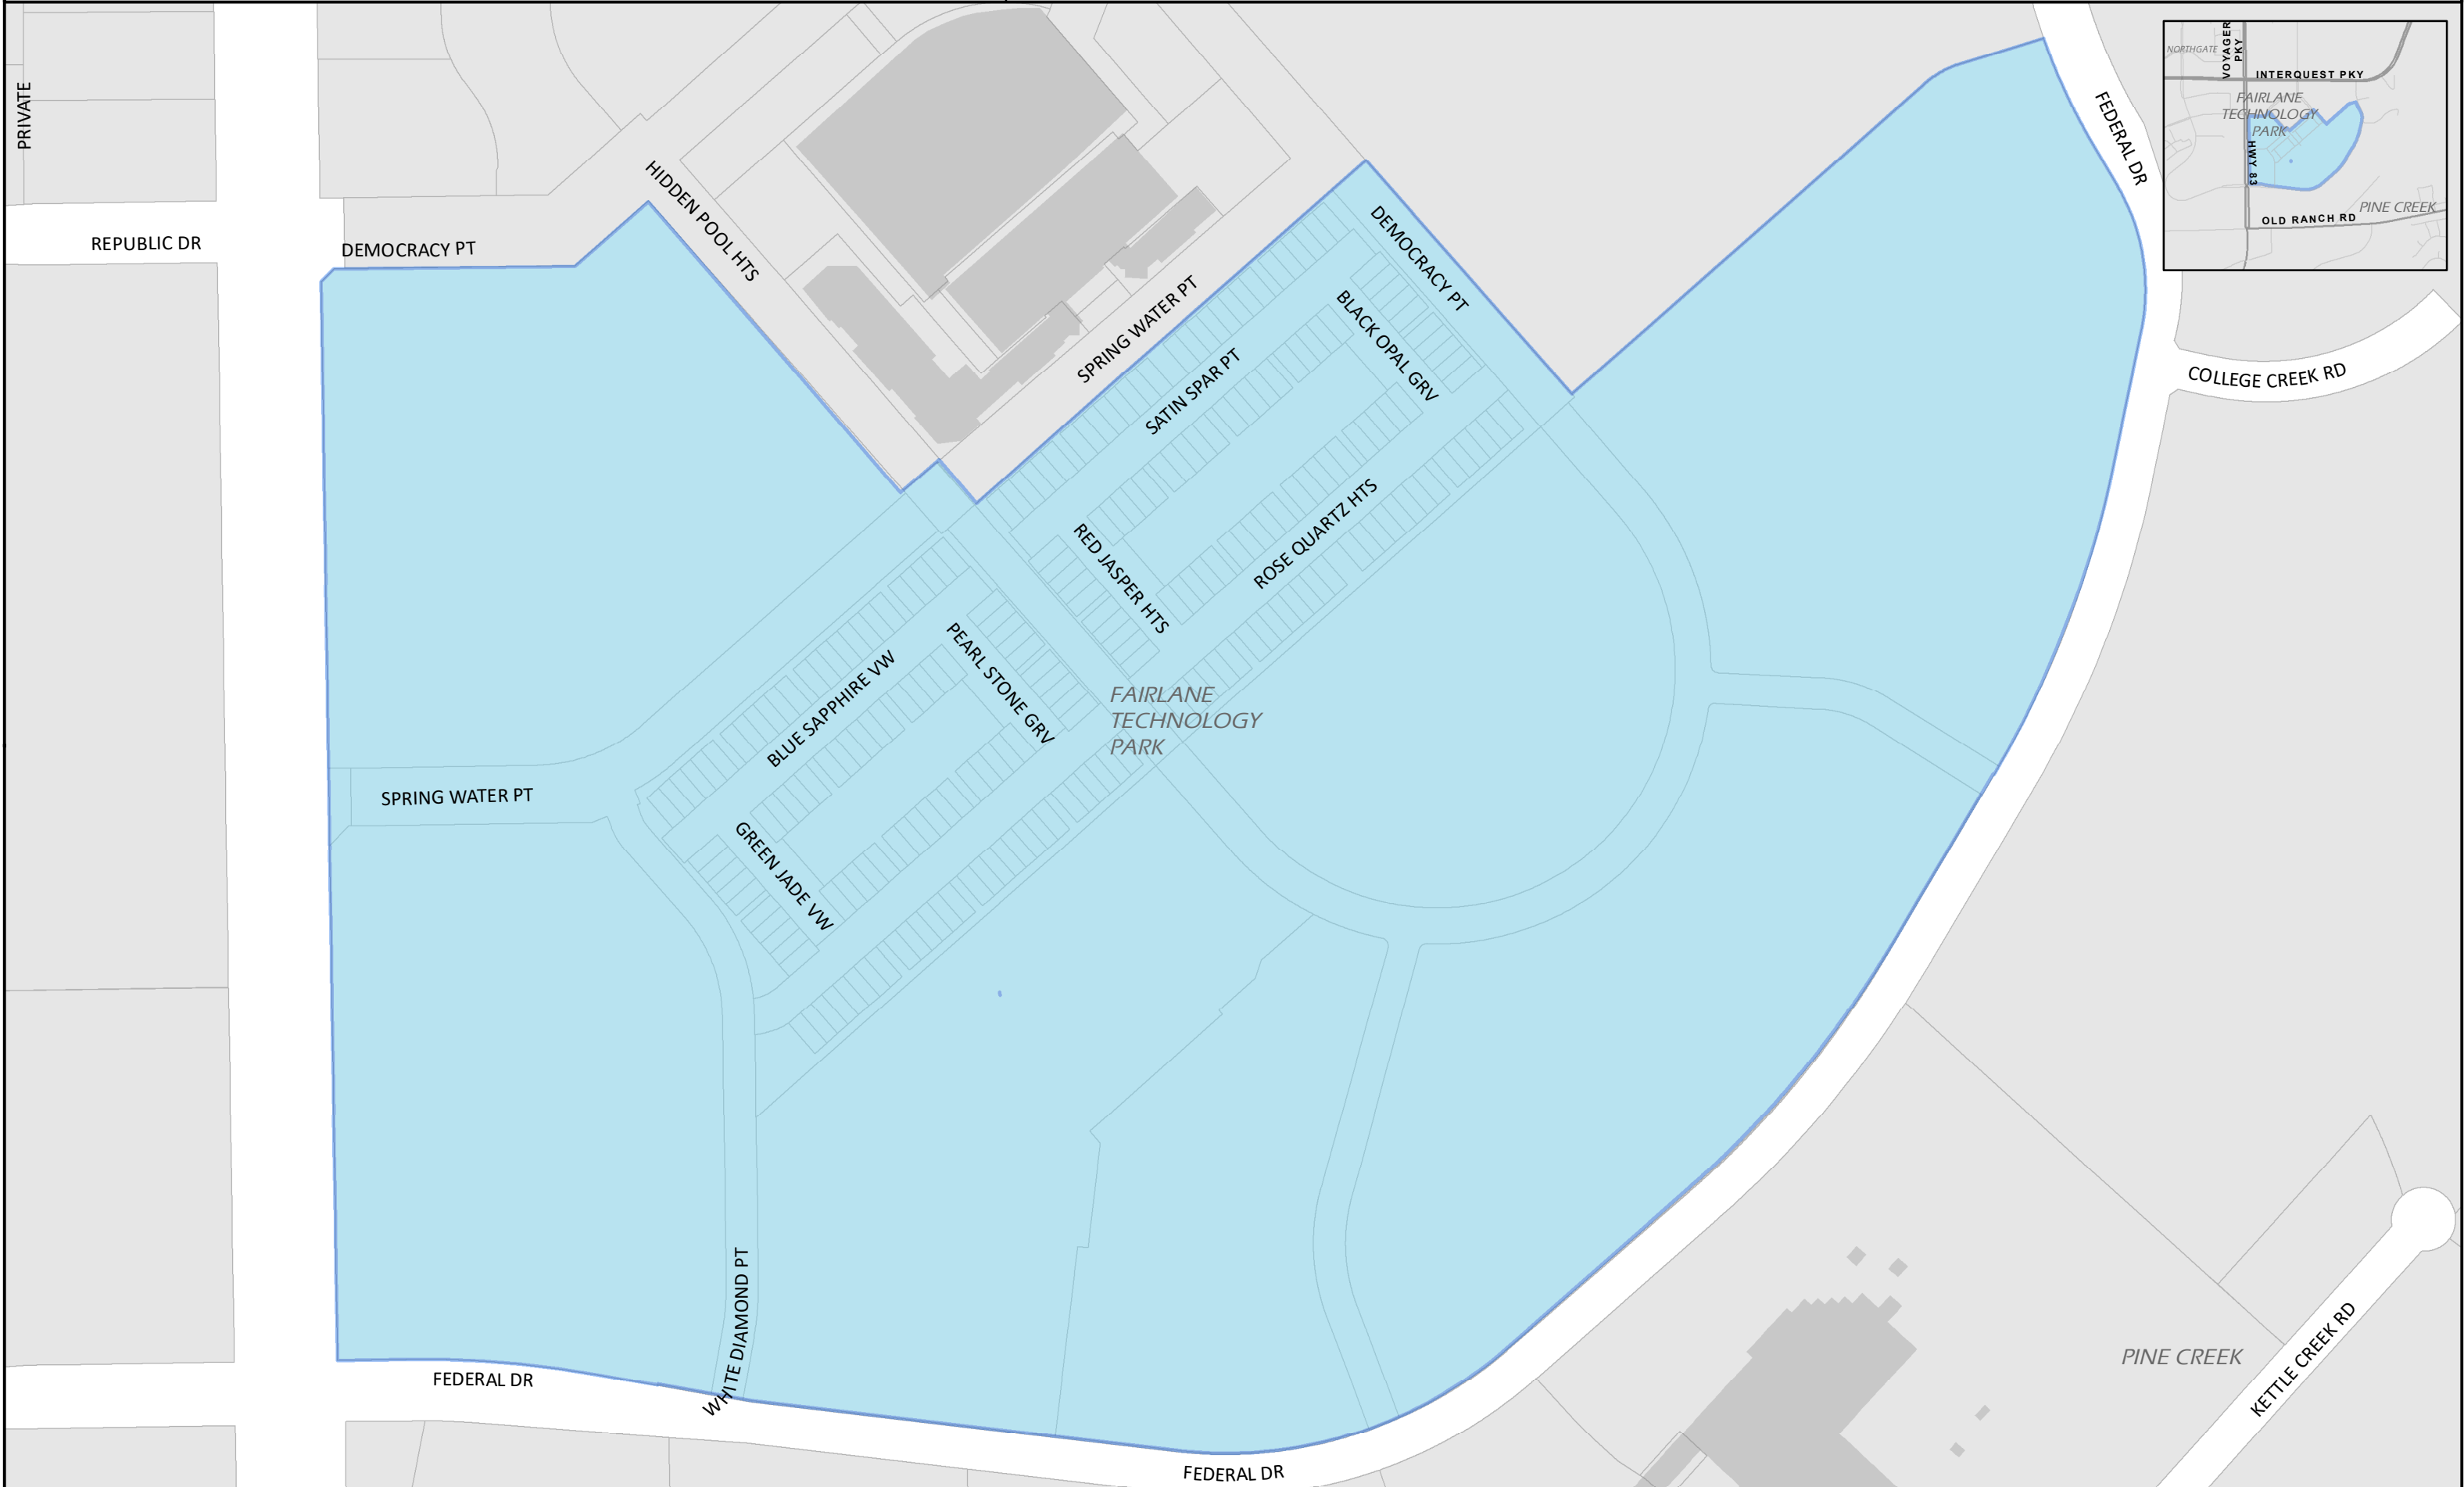 PRIVATE
REPUBLIC DR
DEMOCRACY PT
HIDDEN POOL HTS
SPRING WATER PT
DEMOCRACY PT
BLACK OPAL GRV
SATIN SPAR PT
ROSE QUARTZ HTS
RED JASPER HTS
PEARL STONE GRV
BLUE SAPPHIRE VW
GREEN JADE VW
FAIRLANE
TECHNOLOGY
PARK
SPRING WATER PT
WHITE DIAMOND PT
FEDERAL DR
FEDERAL DR
FEDERAL DR
COLLEGE CREEK RD
PINE CREEK
KETTLE CREEK RD
NORTHGATE
VOYAGER
PKY
INTERQUEST PKY
FAIRLANE
TECHNOLOGY
PARK
HWY 83
OLD RANCH RD
PINE CREEK